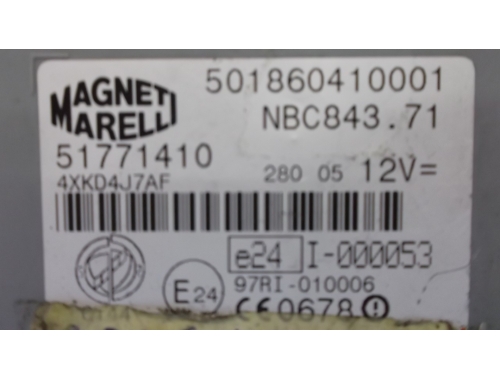 MAGNETI
MARELLI
501860410001
NBC843.71
51771410
4XKD4J7AF
280 05 12V=
e24 I-000053
E24
97RI-010006
CE0678